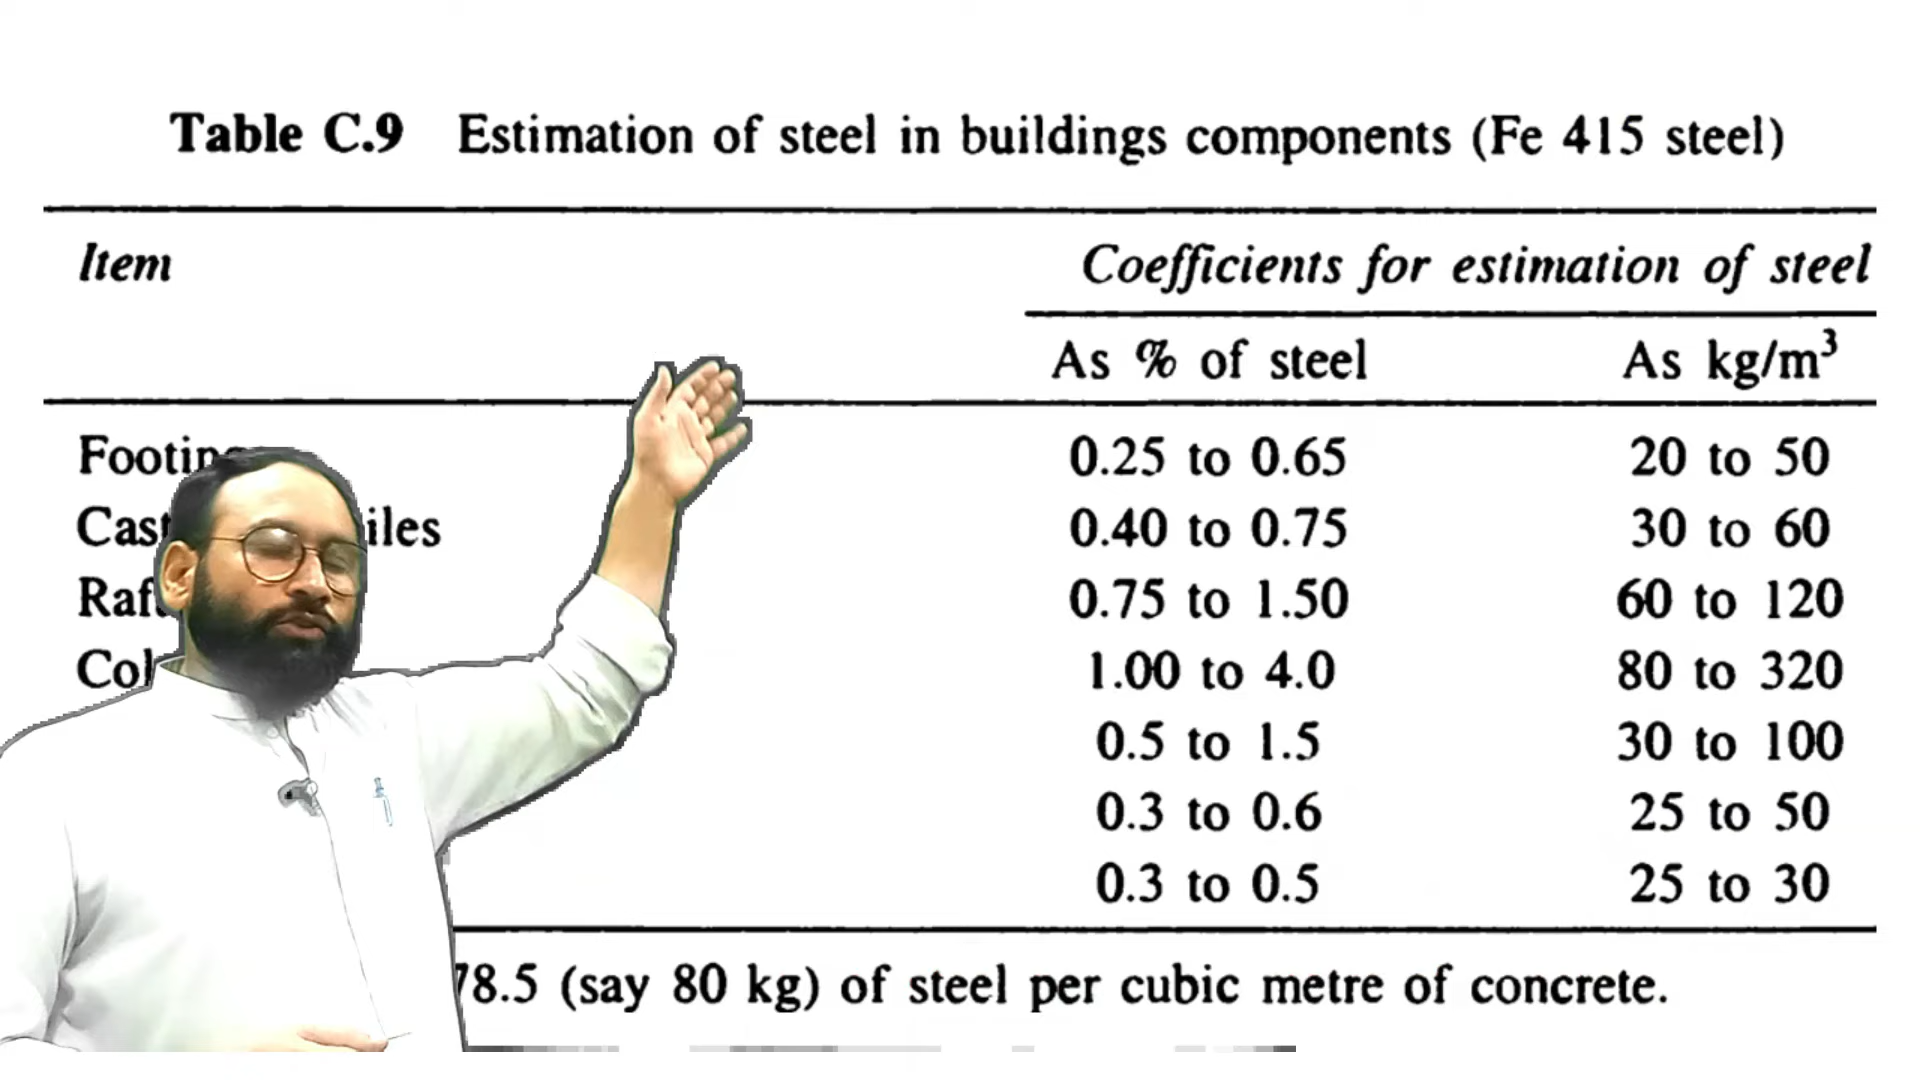 Table C.9 Estimation of steel in buildings components (Fe 415 steel)
Item Coefficients for estimation of steel
As % of steel As kg/m³
0.25 to 0.65 20 to 50
0.40 to 0.75 30 to 60
0.75 to 1.50 60 to 120
1.00 to 4.0 80 to 320
0.5 to 1.5 30 to 100
0.3 to 0.6 25 to 50
0.3 to 0.5 25 to 30
78.5 (say 80 kg) of steel per cubic metre of concrete.